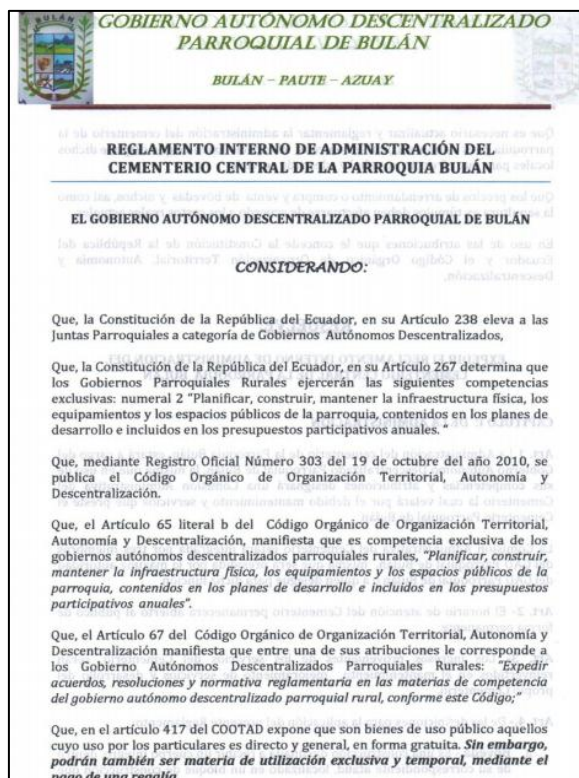 BULÁN
GOBIERNO AUTÓNOMO DESCENTRALIZADO
PARROQUIAL DE BULÁN
BULÁN – PAUTE – AZUAY
REGLAMENTO INTERNO DE ADMINISTRACIÓN DEL
CEMENTERIO CENTRAL DE LA PARROQUIA BULÁN
EL GOBIERNO AUTÓNOMO DESCENTRALIZADO PARROQUIAL DE BULÁN
CONSIDERANDO:
Que, la Constitución de la República del Ecuador, en su Artículo 238 eleva a las
Juntas Parroquiales a categoría de Gobiernos Autónomos Descentralizados,
Que, la Constitución de la República del Ecuador, en su Artículo 267 determina que
los Gobiernos Parroquiales Rurales ejercerán las siguientes competencias
exclusivas: numeral 2 "Planificar, construir, mantener la infraestructura física, los
equipamientos y los espacios públicos de la parroquia, contenidos en los planes de
desarrollo e incluidos en los presupuestos participativos anuales. "
Que, mediante Registro Oficial Número 303 del 19 de octubre del año 2010, se
publica el Código Orgánico de Organización Territorial, Autonomía y
Descentralización.
Que, el Artículo 65 literal b del Código Orgánico de Organización Territorial,
Autonomía y Descentralización, manifiesta que es competencia exclusiva de los
gobiernos autónomos descentralizados parroquiales rurales, "Planificar, construir,
mantener la infraestructura física, los equipamientos y los espacios públicos de la
parroquia, contenidos en los planes de desarrollo e incluidos en los presupuestos
participativos anuales".
Que, el Artículo 67 del Código Orgánico de Organización Territorial, Autonomía y
Descentralización manifiesta que entre una de sus atribuciones le corresponde a
los Gobierno Autónomos Descentralizados Parroquiales Rurales: "Expedir
acuerdos, resoluciones y normativa reglamentaria en las materias de competencia
del gobierno autónomo descentralizado parroquial rural, conforme este Código;"
Que, en el artículo 417 del COOTAD expone que son bienes de uso público aquellos
cuyo uso por los particulares es directo y general, en forma gratuita. Sin embargo,
podrán también ser materia de utilización exclusiva y temporal, mediante el
pago de una regalía.